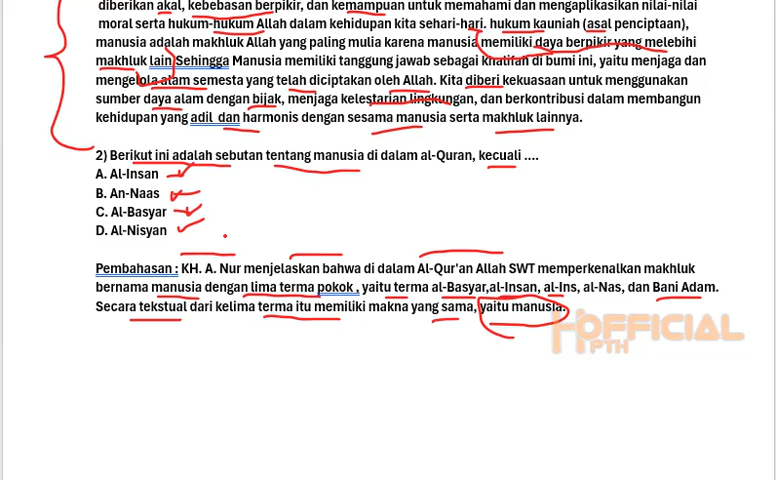 diberikan akal, kebebasan berpikir, dan kemampuan untuk memahami dan mengaplikasikan nilai-nilai
moral serta hukum-hukum Allah dalam kehidupan kita sehari-hari. hukum kauniah (asal penciptaan),
manusia adalah makhluk Allah yang paling mulia karena manusia memiliki daya berpikir yang melebihi
makhluk lain Sehingga Manusia memiliki tanggung jawab sebagai khalifah di bumi ini, yaitu menjaga dan
mengelola alam semesta yang telah diciptakan oleh Allah. Kita diberi kekuasaan untuk menggunakan
sumber daya alam dengan bijak, menjaga kelestarian lingkungan, dan berkontribusi dalam membangun
kehidupan yang adil dan harmonis dengan sesama manusia serta makhluk lainnya.
2) Berikut ini adalah sebutan tentang manusia di dalam al-Quran, kecuali ....
A. Al-Insan
B. An-Naas
C. Al-Basyar
D. Al-Nisyan
Pembahasan : KH. A. Nur menjelaskan bahwa di dalam Al-Qur'an Allah SWT memperkenalkan makhluk
bernama manusia dengan lima terma pokok , yaitu terma al-Basyar,al-Insan, al-Ins, al-Nas, dan Bani Adam.
Secara tekstual dari kelima terma itu memiliki makna yang sama, yaitu manusia.
OFFICIAL
PTH